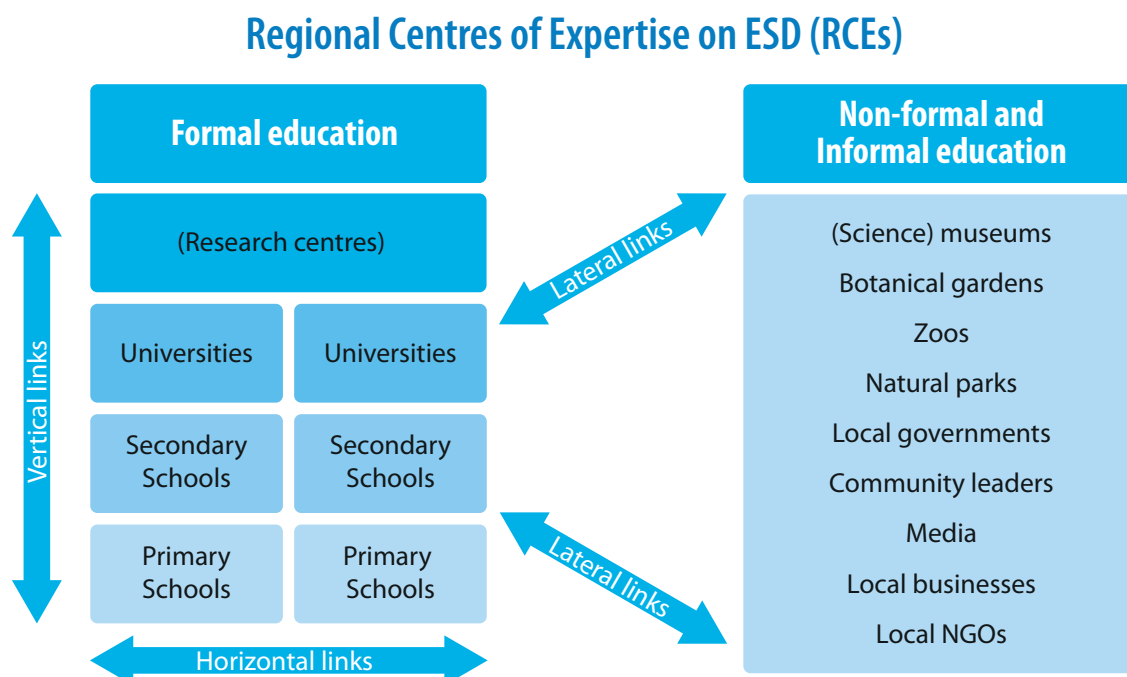 Regional Centres of Expertise on ESD (RCEs)
Formal education
(Research centres)
Universities
Universities
Secondary
Schools
Secondary
Schools
Primary
Schools
Primary
Schools
Vertical links
Horizontal links
Lateral links
Lateral links
Non-formal and
Informal education
(Science) museums
Botanical gardens
Zoos
Natural parks
Local governments
Community leaders
Media
Local businesses
Local NGOs